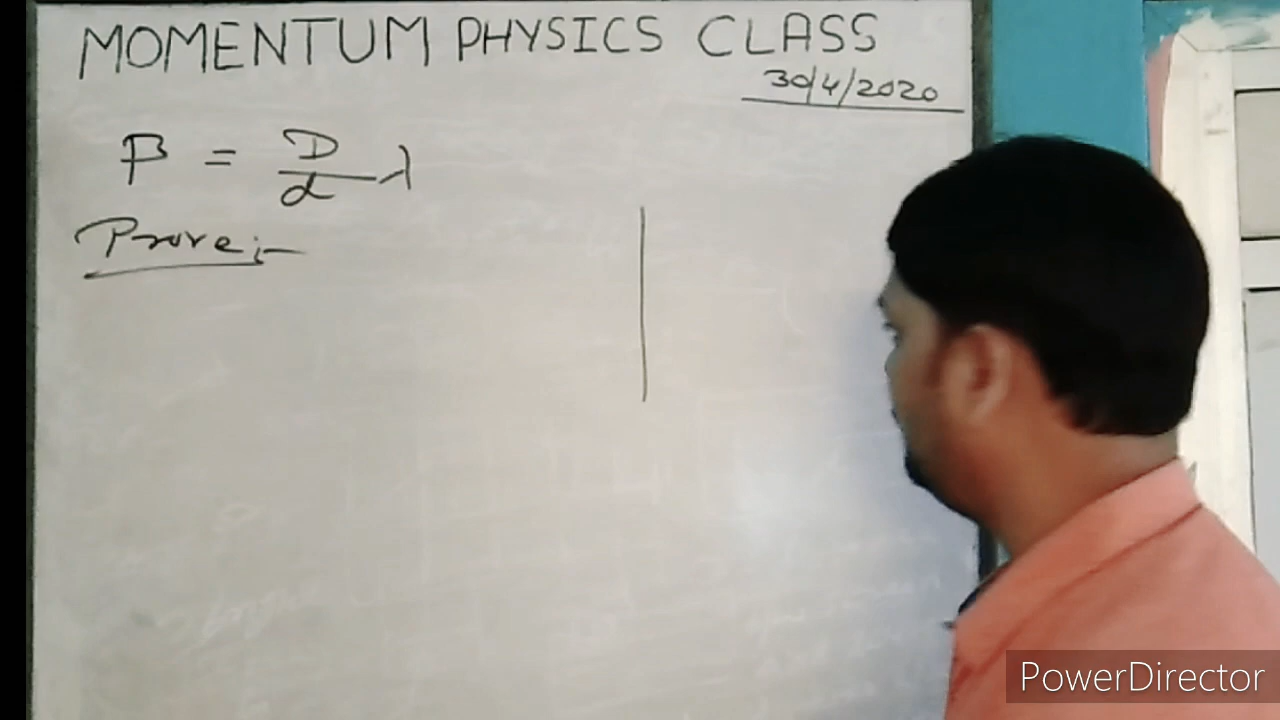 MOMENTUM PHYSICS CLASS
30/4/2020
β = D/d λ
Prove:-
PowerDirector